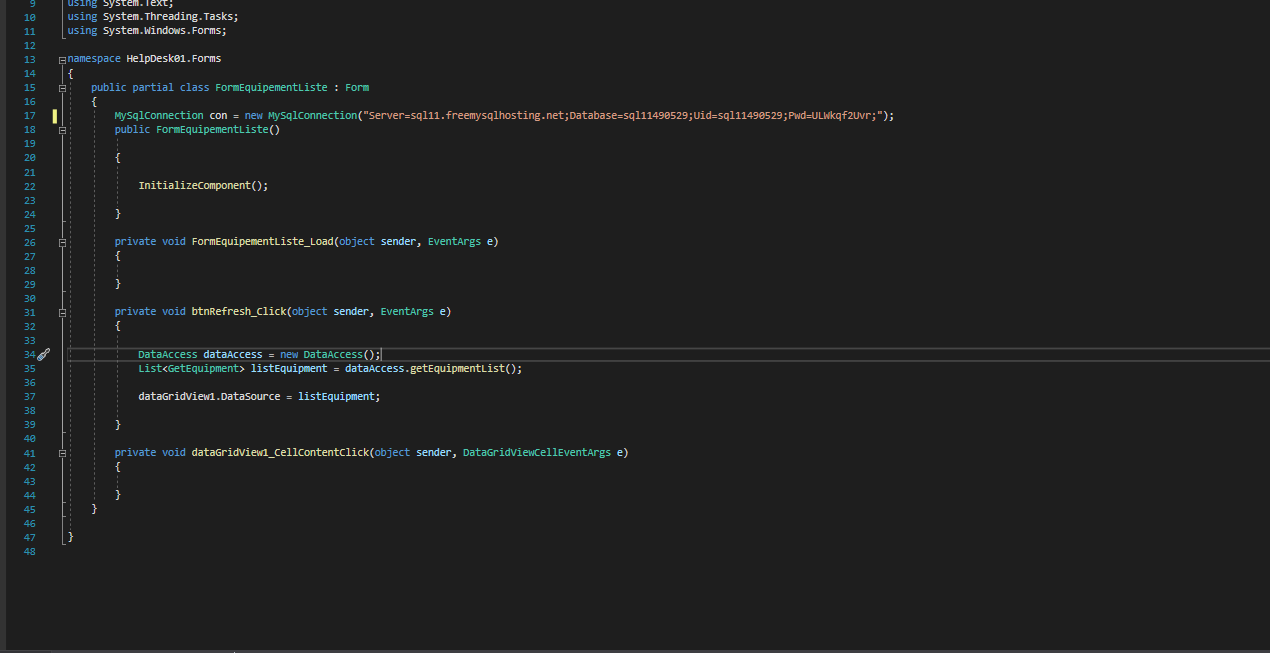 9 using System.Text;
10 using System.Threading.Tasks;
11 using System.Windows.Forms;
12
13 namespace HelpDesk01.Forms
14 {
15 public partial class FormEquipementListe : Form
16 {
17 MySqlConnection con = new MySqlConnection("Server=sql11.freemysqlhosting.net;Database=sql11490529;Uid=sql11490529;Pwd=ULWkqf2Uvr;");
18 public FormEquipementListe()
19
20 {
21
22 InitializeComponent();
23
24 }
25
26 private void FormEquipementListe_Load(object sender, EventArgs e)
27 {
28
29 }
30
31 private void btnRefresh_Click(object sender, EventArgs e)
32 {
33
34 DataAccess dataAccess = new DataAccess();
35 List<GetEquipment> listEquipment = dataAccess.getEquipmentList();
36
37 dataGridView1.DataSource = listEquipment;
38
39 }
40
41 private void dataGridView1_CellContentClick(object sender, DataGridViewCellEventArgs e)
42 {
43
44 }
45 }
46
47 }
48